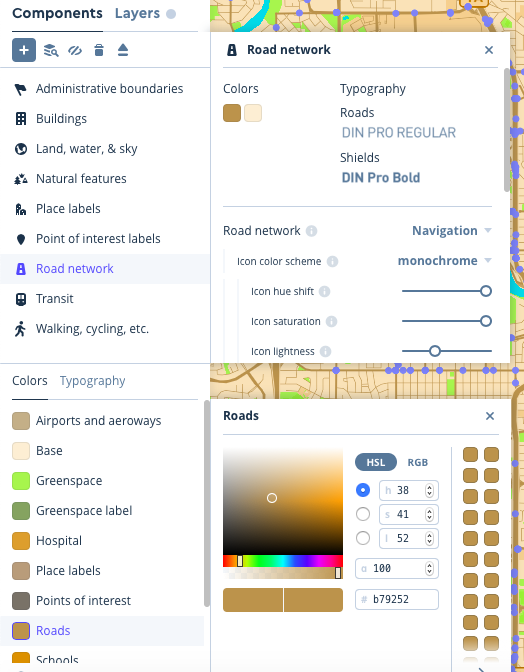 Components Layers
Administrative boundaries
Buildings
Land, water, & sky
Natural features
Place labels
Point of interest labels
Road network
Transit
Walking, cycling, etc.
Road network
Colors
Typography
Roads
DIN PRO REGULAR
Shields
DIN Pro Bold
Road network Navigation
Icon color scheme monochrome
Icon hue shift
Icon saturation
Icon lightness
Colors Typography
Airports and aeroways
Base
Greenspace
Greenspace label
Hospital
Place labels
Points of interest
Roads
Schools
Roads
HSL RGB
h 38
s 41
l 52
o 100
# b79252